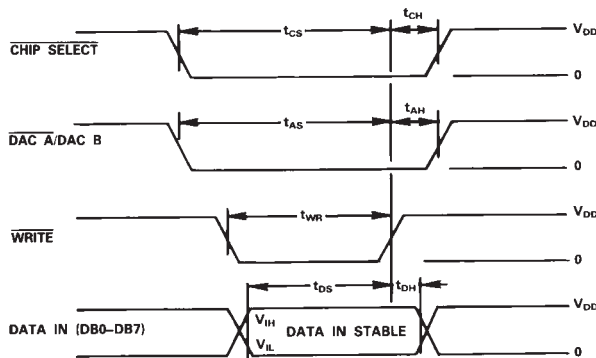 tCS
tCH
VDD
CHIP SELECT
0
tAS
tAH
VDD
DAC A/DAC B
0
tWR
VDD
WRITE
0
tDS
tDH
VDD
DATA IN (DB0–DB7)
VIH
DATA IN STABLE
VIL
0